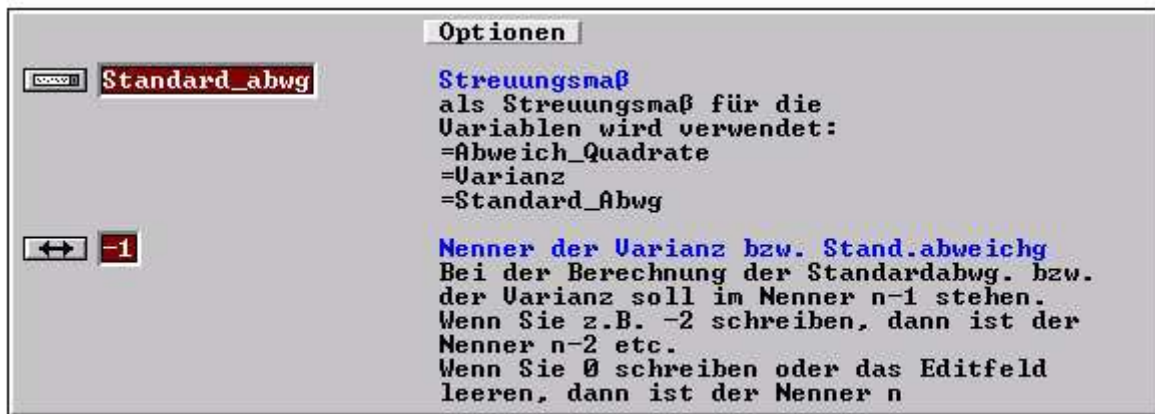 Optionen
Standard_abwg
Streuungsmaß
als Streuungsmaß für die
Variablen wird verwendet:
=Abweich_Quadrate
=Varianz
=Standard_Abwg
-1
Nenner der Varianz bzw. Stand.abweichg
Bei der Berechnung der Standardabwg. bzw.
der Varianz soll im Nenner n-1 stehen.
Wenn Sie z.B. -2 schreiben, dann ist der
Nenner n-2 etc.
Wenn Sie 0 schreiben oder das Editfeld
leeren, dann ist der Nenner n